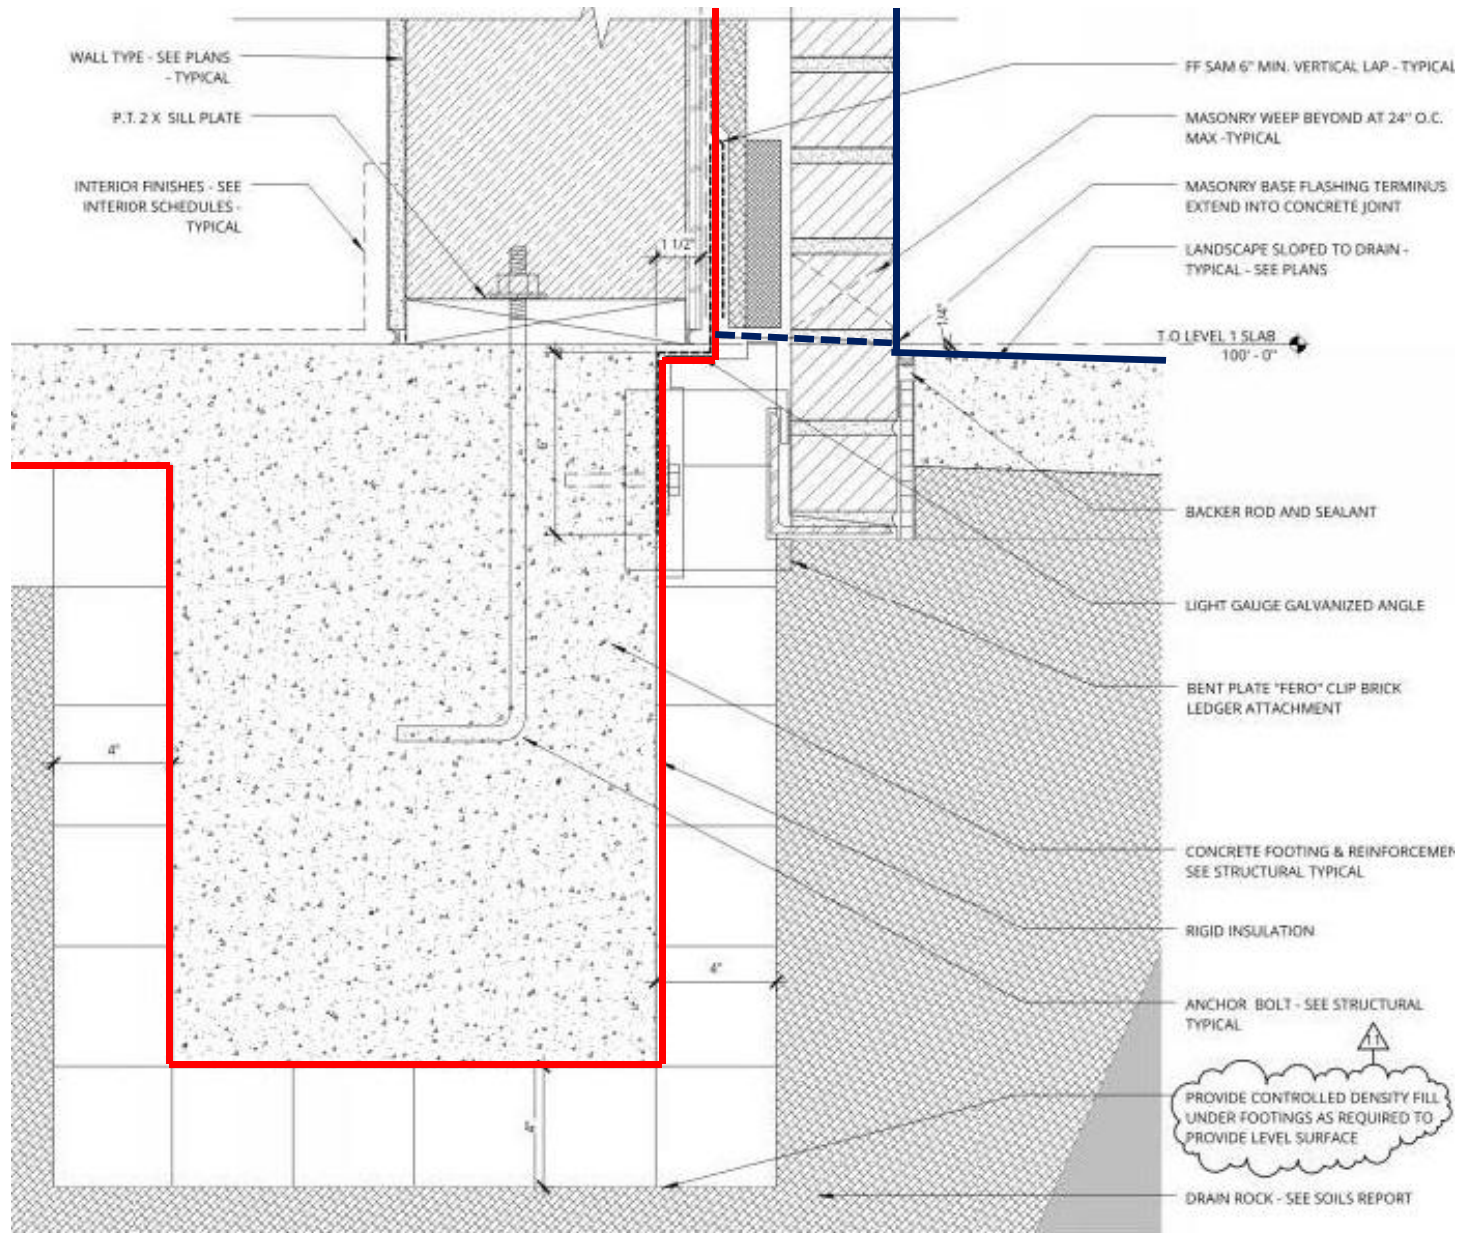 WALL TYPE - SEE PLANS
- TYPICAL
P.T. 2 X SILL PLATE
INTERIOR FINISHES - SEE
INTERIOR SCHEDULES -
TYPICAL
1 1/2"
6"
4"
4"
4"
1/4"
FF SAM 6" MIN. VERTICAL LAP - TYPICAL
MASONRY WEEP BEYOND AT 24" O.C.
MAX -TYPICAL
MASONRY BASE FLASHING TERMINUS
EXTEND INTO CONCRETE JOINT
LANDSCAPE SLOPED TO DRAIN -
TYPICAL - SEE PLANS
T.O LEVEL 1 SLAB
100' - 0"
BACKER ROD AND SEALANT
LIGHT GAUGE GALVANIZED ANGLE
BENT PLATE "FERO" CLIP BRICK
LEDGER ATTACHMENT
CONCRETE FOOTING & REINFORCEMEN
SEE STRUCTURAL TYPICAL
RIGID INSULATION
ANCHOR BOLT - SEE STRUCTURAL
TYPICAL
11
PROVIDE CONTROLLED DENSITY FILL
UNDER FOOTINGS AS REQUIRED TO
PROVIDE LEVEL SURFACE
DRAIN ROCK - SEE SOILS REPORT